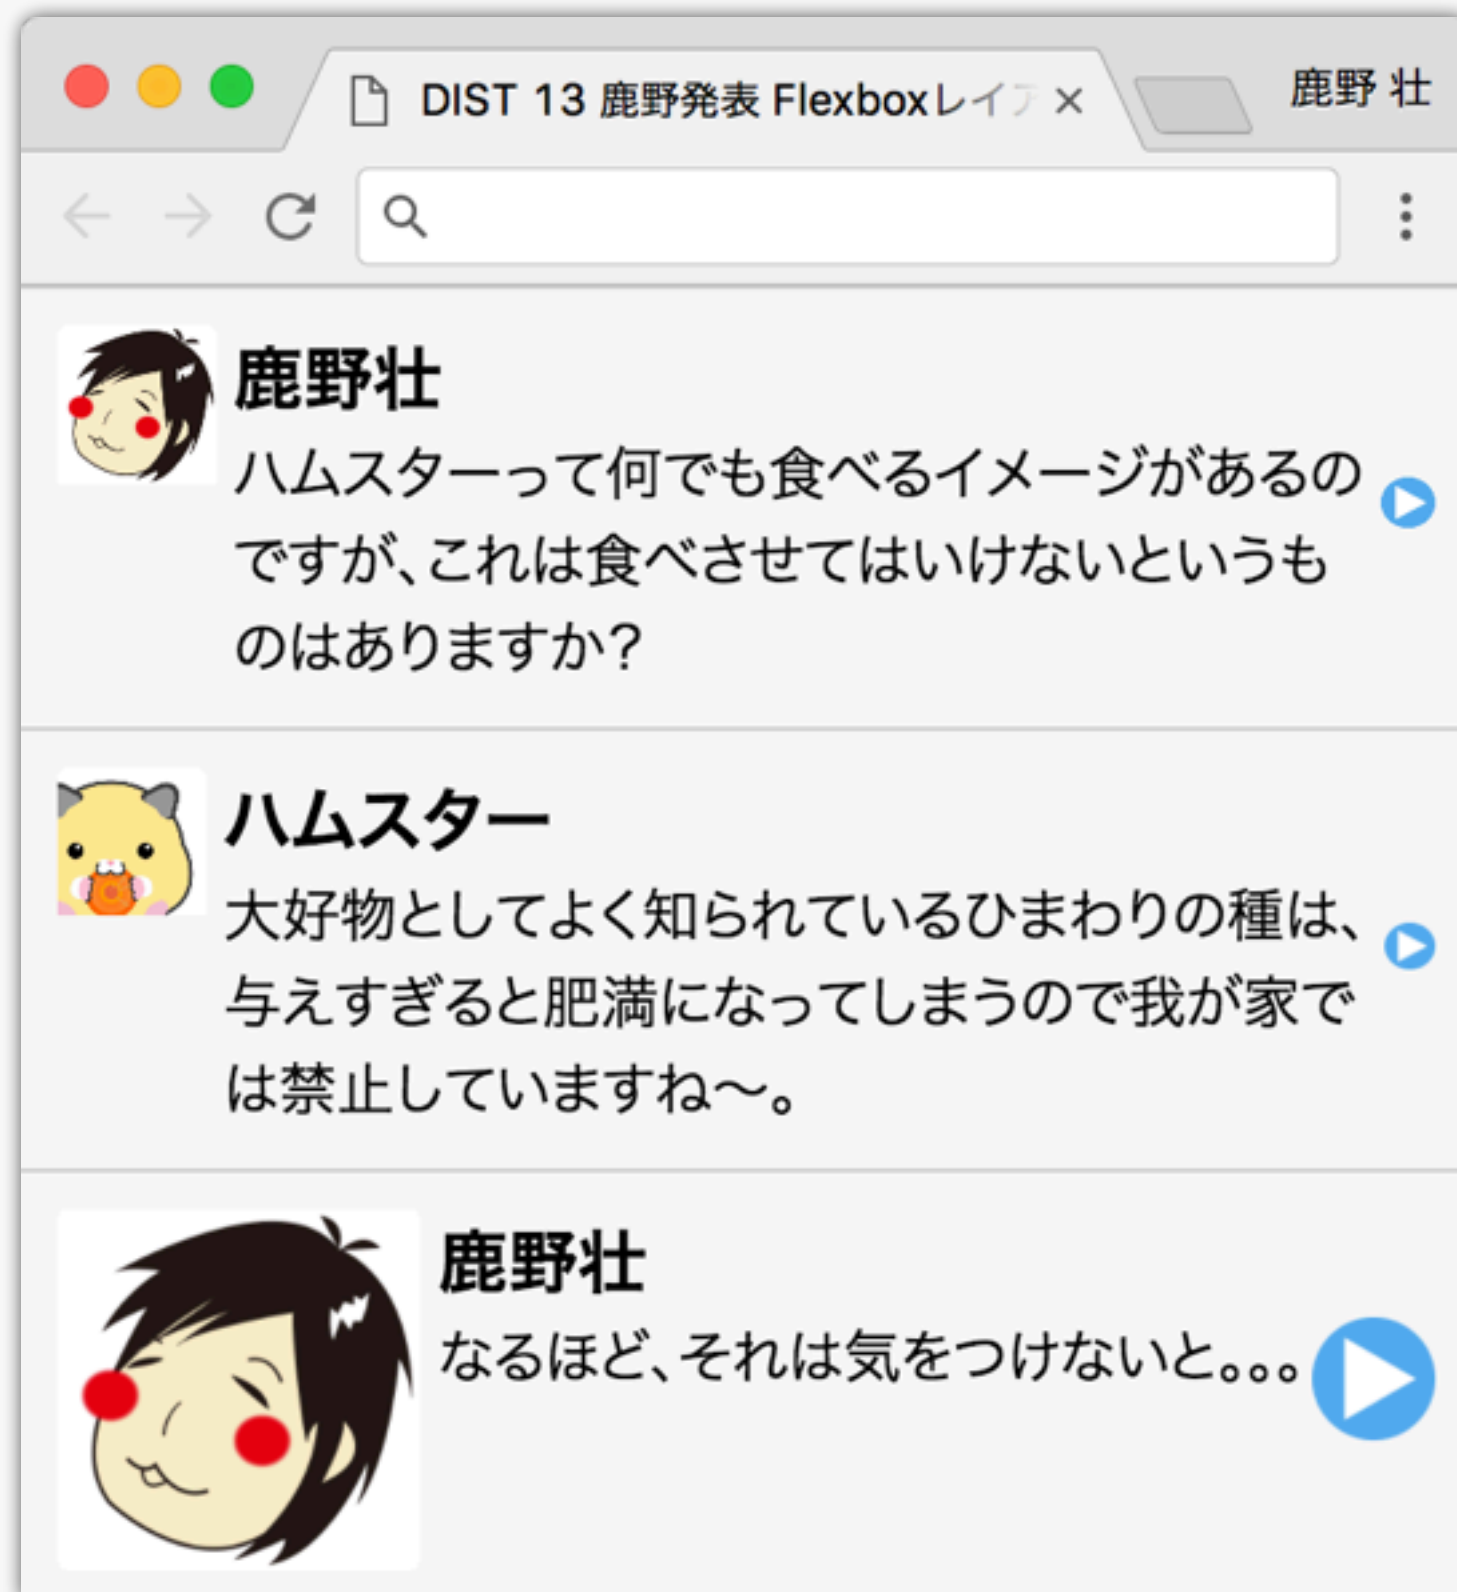 DIST 13 鹿野発表 Flexboxレイア
鹿野 壮
鹿野壮
ハムスターって何でも食べるイメージがあるの
ですが、これは食べさせてはいけないというも
のはありますか?
ハムスター
大好物としてよく知られているひまわりの種は、
与えすぎると肥満になってしまうので我が家で
は禁止していますね〜。
鹿野壮
なるほど、それは気をつけないと。。。